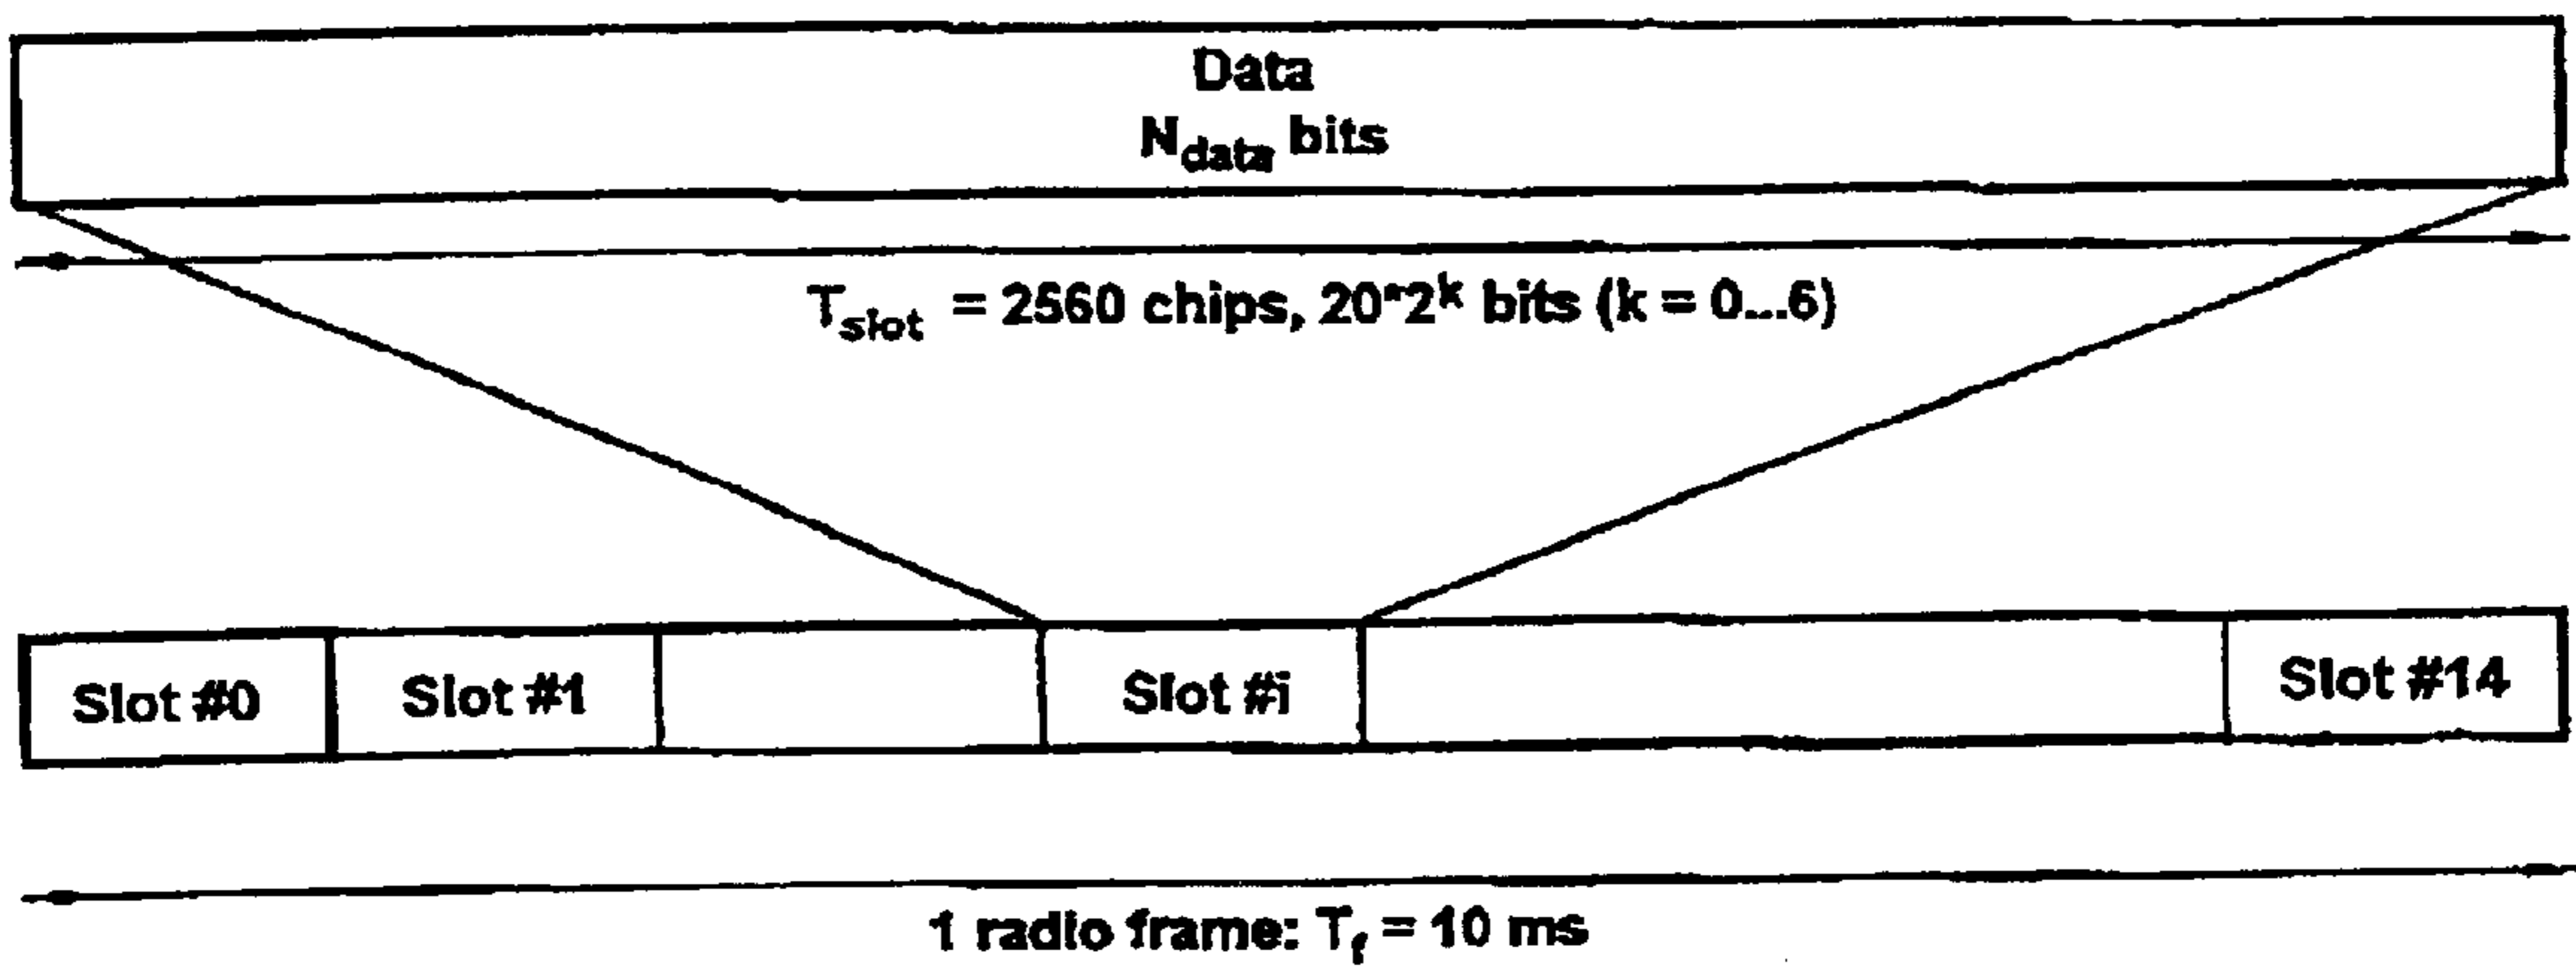 Data
N_data bits
T_slot = 2560 chips, 20*2^k bits (k = 0...6)
Slot #0 Slot #1 Slot #i Slot #14
1 radio frame: T_f = 10 ms